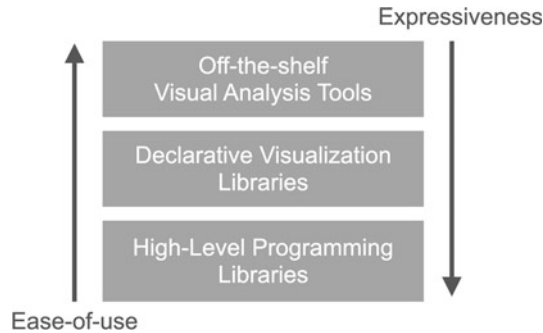 Expressiveness
Off-the-shelf
Visual Analysis Tools
Declarative Visualization
Libraries
High-Level Programming
Libraries
Ease-of-use